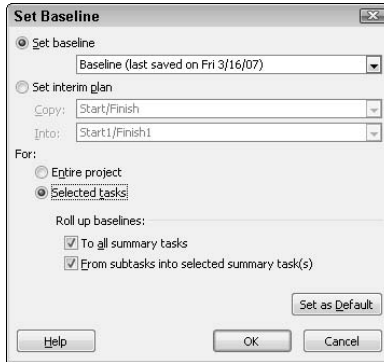 Set Baseline
Set baseline
Baseline (last saved on Fri 3/16/07)
Set interim plan
Copy: Start/Finish
Into: Start1/Finish1
For:
Entire project
Selected tasks
Roll up baselines:
To all summary tasks
From subtasks into selected summary task(s)
Set as Default
Help OK Cancel